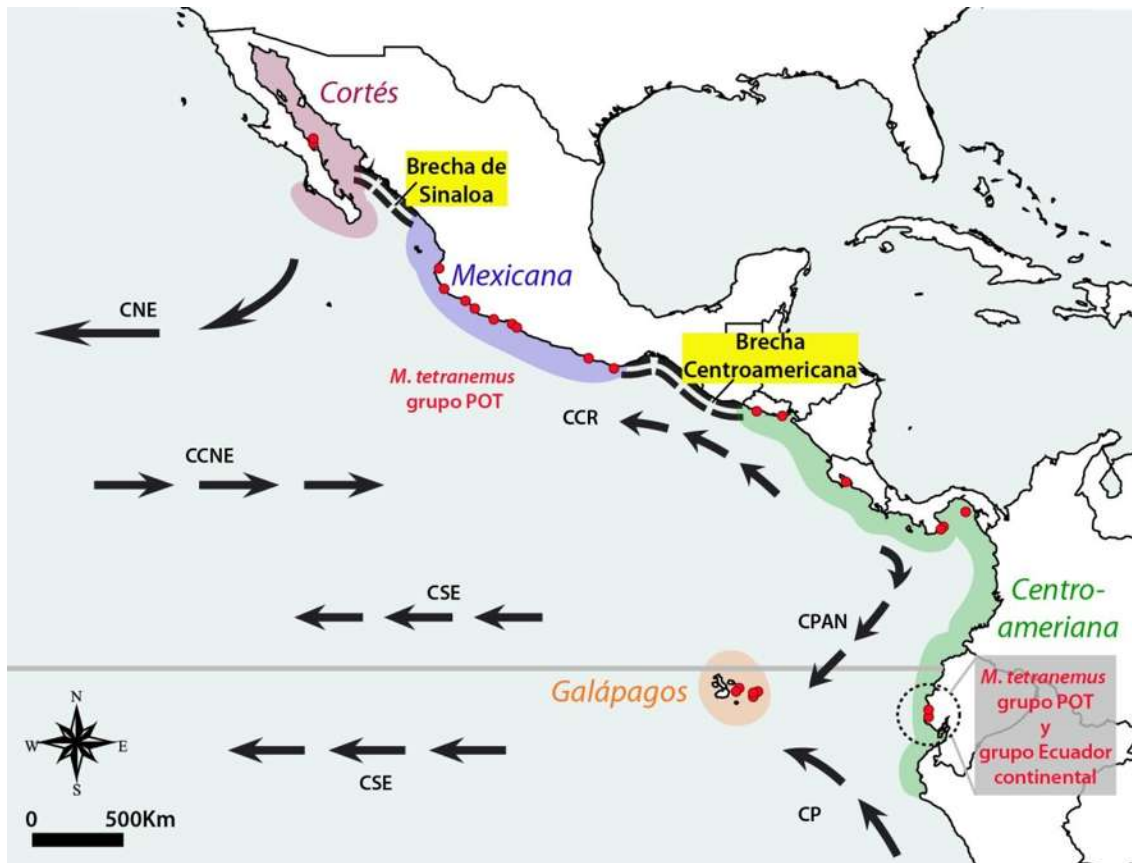 Cortés
Brecha de
Sinaloa
Mexicana
CNE
Brecha
Centroamericana
M. tetranemus
grupo POT
CCR
CCNE
CSE
CPAN
Centro-
ameriana
Galápagos
M. tetranemus
grupo POT
y
grupo Ecuador
continental
N
W
E
S
CSE
CP
0
500Km